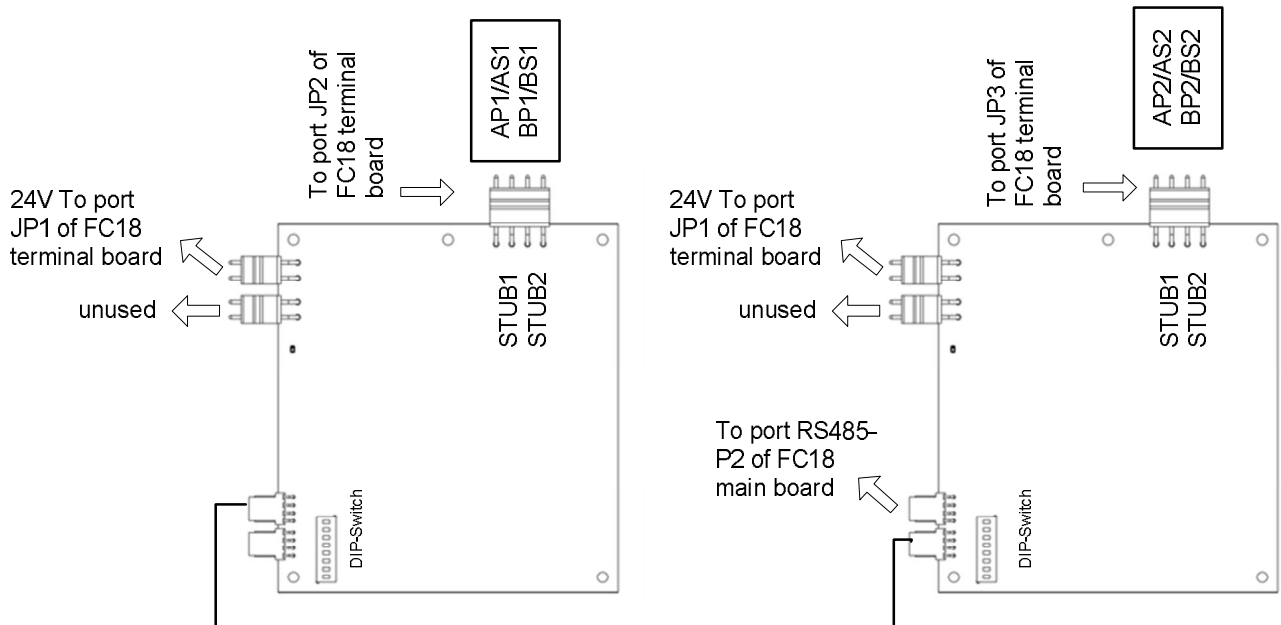 To port JP2 of
FC18 terminal
board
AP1/AS1
BP1/BS1
24V To port
JP1 of FC18
terminal board
unused
STUB1
STUB2
DIP-Switch
To port JP3 of
FC18 terminal
board
AP2/AS2
BP2/BS2
24V To port
JP1 of FC18
terminal board
unused
STUB1
STUB2
To port RS485–
P2 of FC18
main board
DIP-Switch